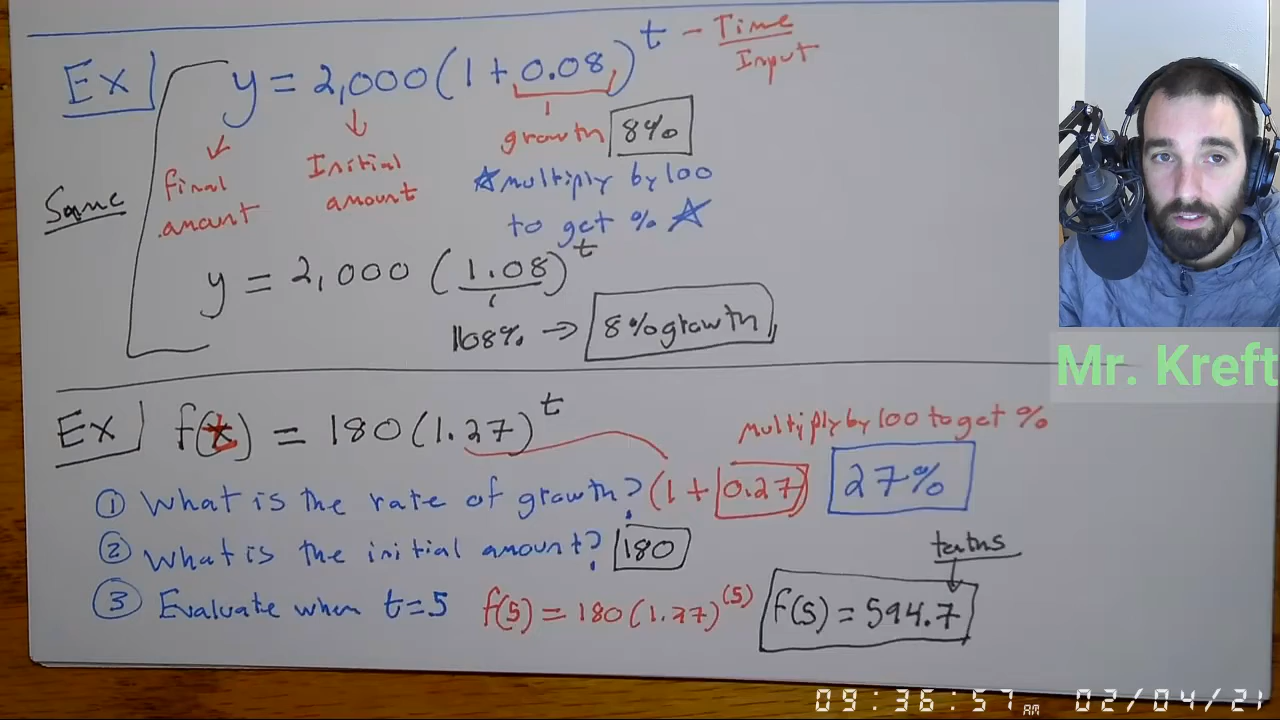 Ex y = 2,000 (1 + 0.08)^t - Time
Input
growth 8%
final amount
Initial amount
☆ multiply by 100
to get % ☆
Same
y = 2,000 (1.08)^t
108% → 8% growth
Mr. Kreft
Ex f(t) = 180 (1.27)^t
Multiply by 100 to get %
① What is the rate of growth? (1 + 0.27) 27%
② What is the initial amount? 180
tenths
③ Evaluate when t=5 f(5) = 180 (1.27)^(5) f(5) = 594.7
09:36:57 AM 02/04/21